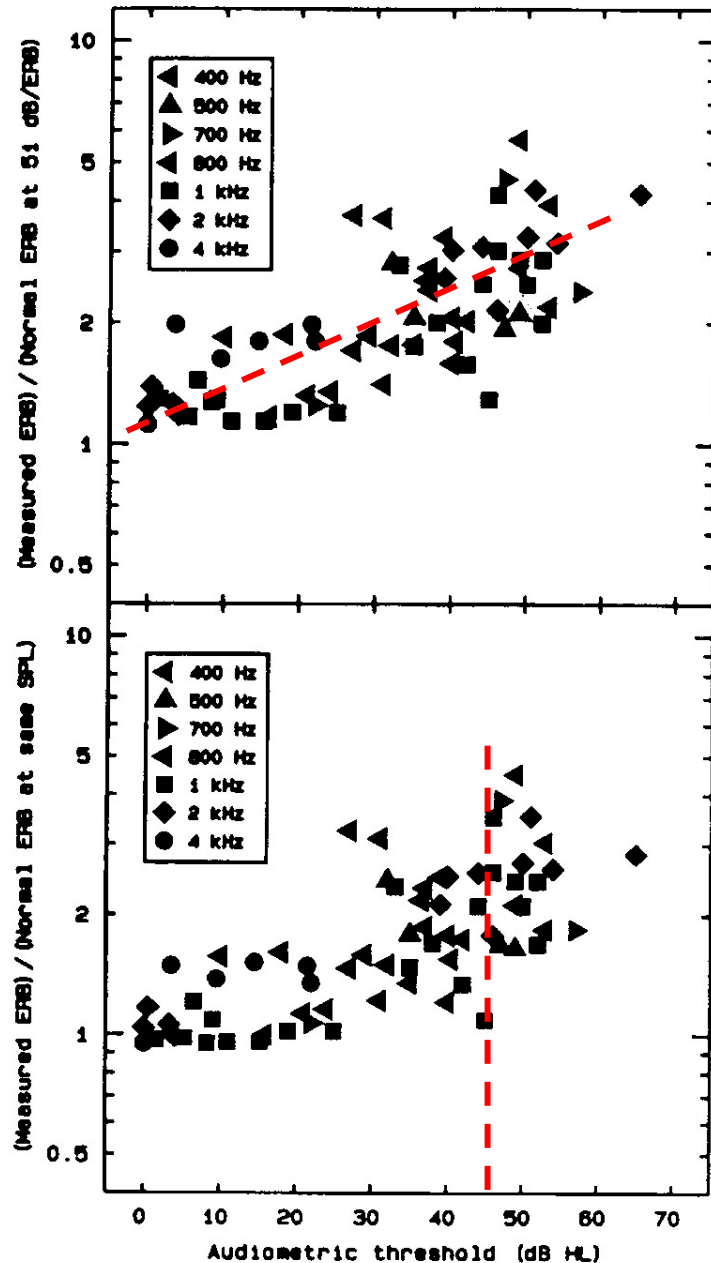 (Measured ERB)/(Normal ERB at 51 dB/ERB)
10
5
2
1
0.5
400 Hz
500 Hz
700 Hz
800 Hz
1 kHz
2 kHz
4 kHz
(Measured ERB)/(Normal ERB at same SPL)
10
5
2
1
0.5
400 Hz
500 Hz
700 Hz
800 Hz
1 kHz
2 kHz
4 kHz
0 10 20 30 40 50 60 70
Audiometric threshold (dB HL)